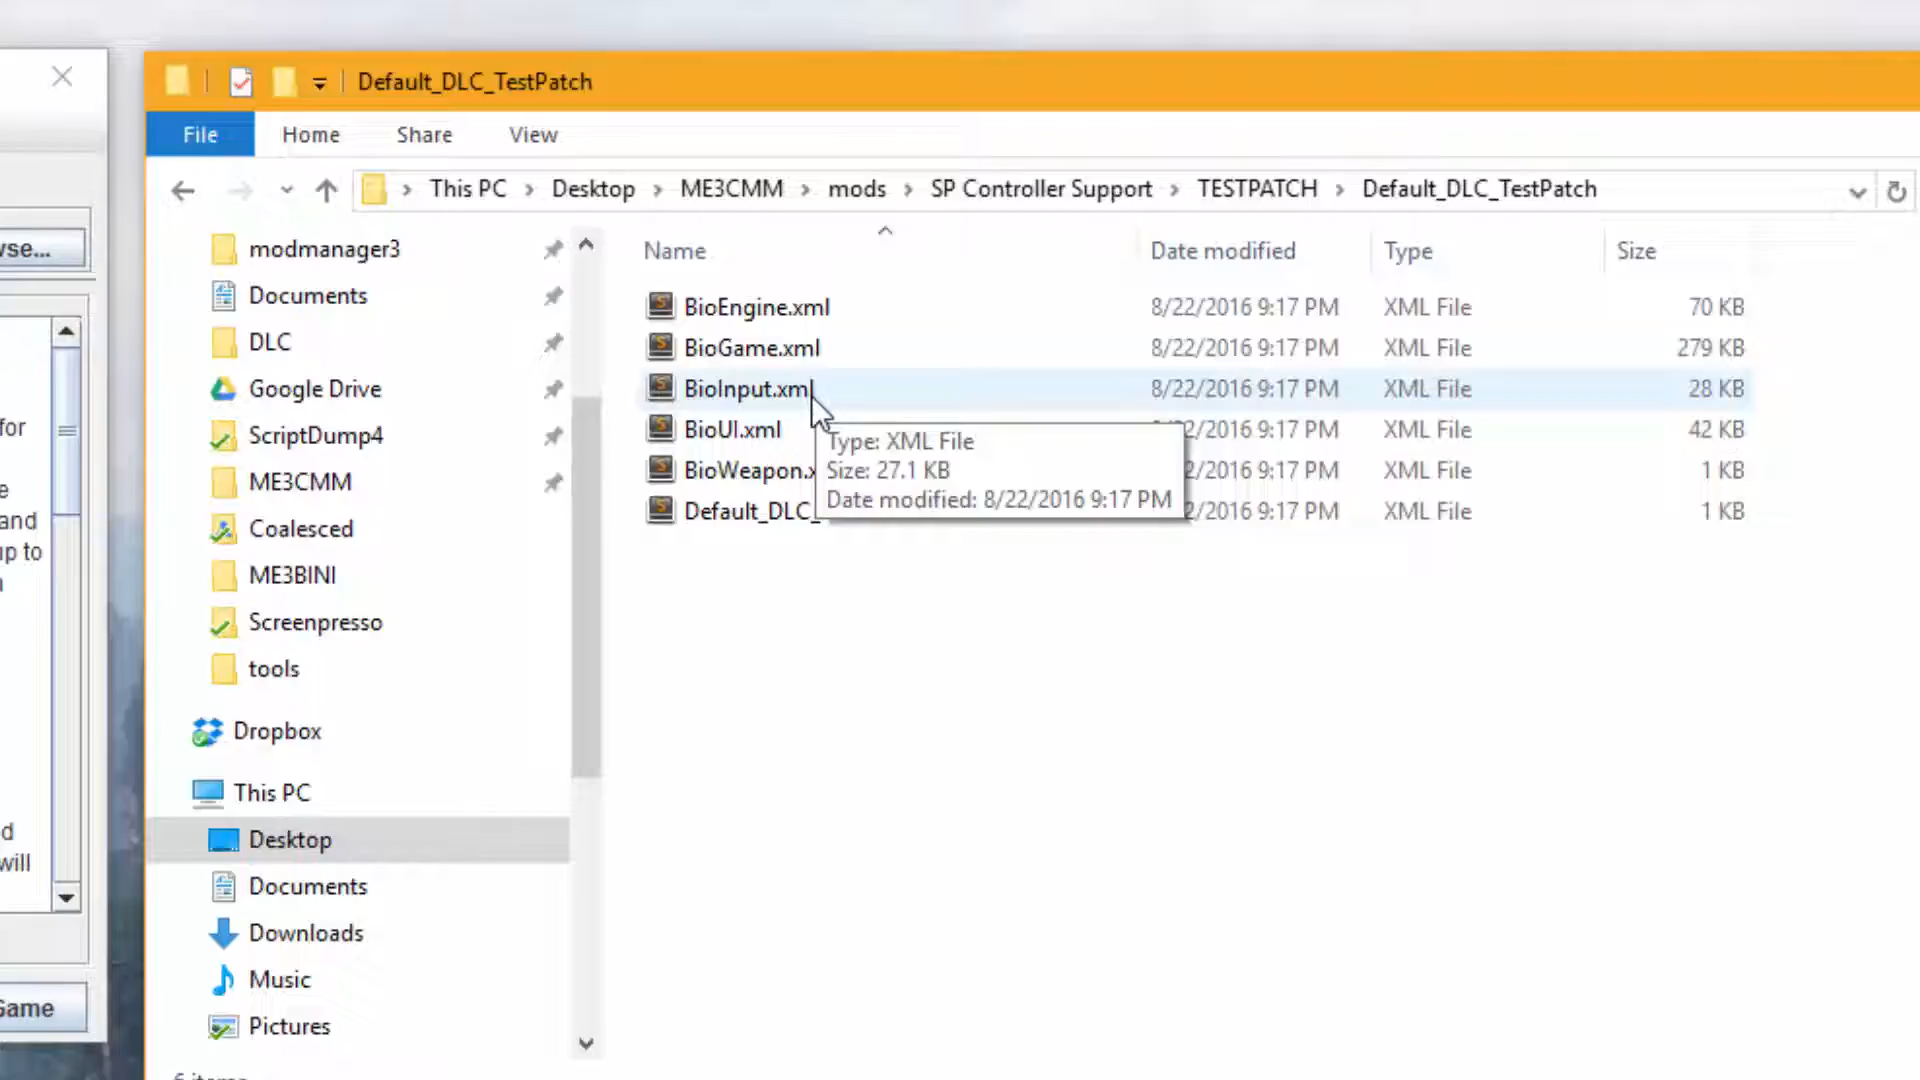 Default_DLC_TestPatch
File Home Share View
This PC Desktop ME3CMM mods SP Controller Support TESTPATCH Default_DLC_TestPatch
Name Date modified Type Size
BioEngine.xml 8/22/2016 9:17 PM XML File 70 KB
BioGame.xml 8/22/2016 9:17 PM XML File 279 KB
BioInput.xml 8/22/2016 9:17 PM XML File 28 KB
BioUI.xml 2/2016 9:17 PM XML File 42 KB
BioWeapon.x 2/2016 9:17 PM XML File 1 KB
Default_DLC_ 2/2016 9:17 PM XML File 1 KB
Type: XML File
Size: 27.1 KB
Date modified: 8/22/2016 9:17 PM
modmanager3
Documents
DLC
Google Drive
ScriptDump4
ME3CMM
Coalesced
ME3BINI
Screenpresso
tools
Dropbox
This PC
Desktop
Documents
Downloads
Music
Pictures
wse...
for
e
and
up to
d
will
Game